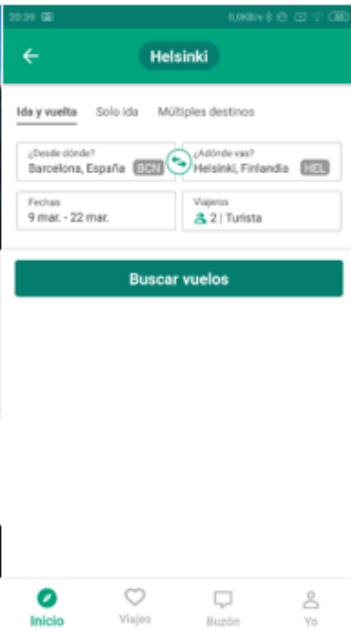 20:39
Helsinki
Ida y vuelta Solo ida Múltiples destinos
¿Desde dónde? ¿Adónde vas?
Barcelona, España BCN Helsinki, Finlandia HEL
Fechas Viajeros
9 mar. - 22 mar. 2 | Turista
Buscar vuelos
Inicio Viajes Buzón Yo